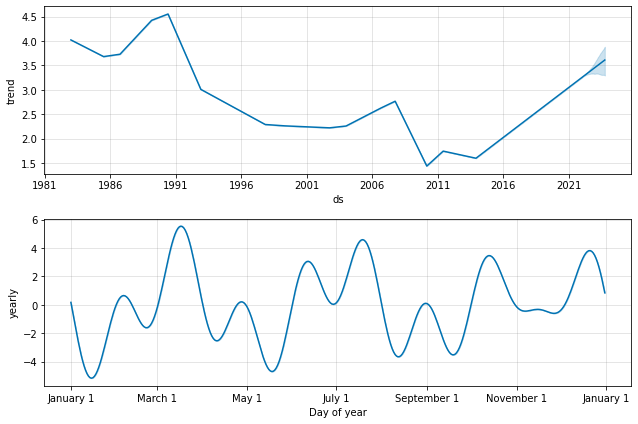 trend
4.5
4.0
3.5
3.0
2.5
2.0
1.5
1981 1986 1991 1996 2001 2006 2011 2016 2021
ds
yearly
6
4
2
0
−2
−4
January 1 March 1 May 1 July 1 September 1 November 1 January 1
Day of year